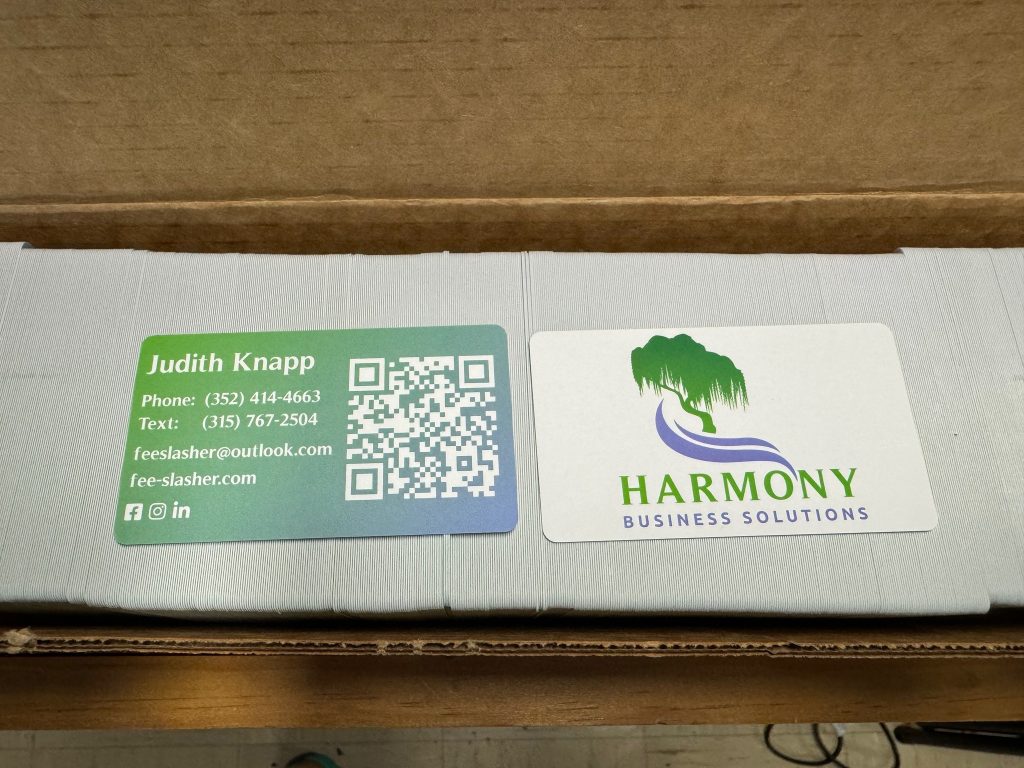 Judith Knapp
Phone: (352) 414-4663
Text: (315) 767-2504
feeslasher@outlook.com
fee-slasher.com
HARMONY
BUSINESS SOLUTIONS